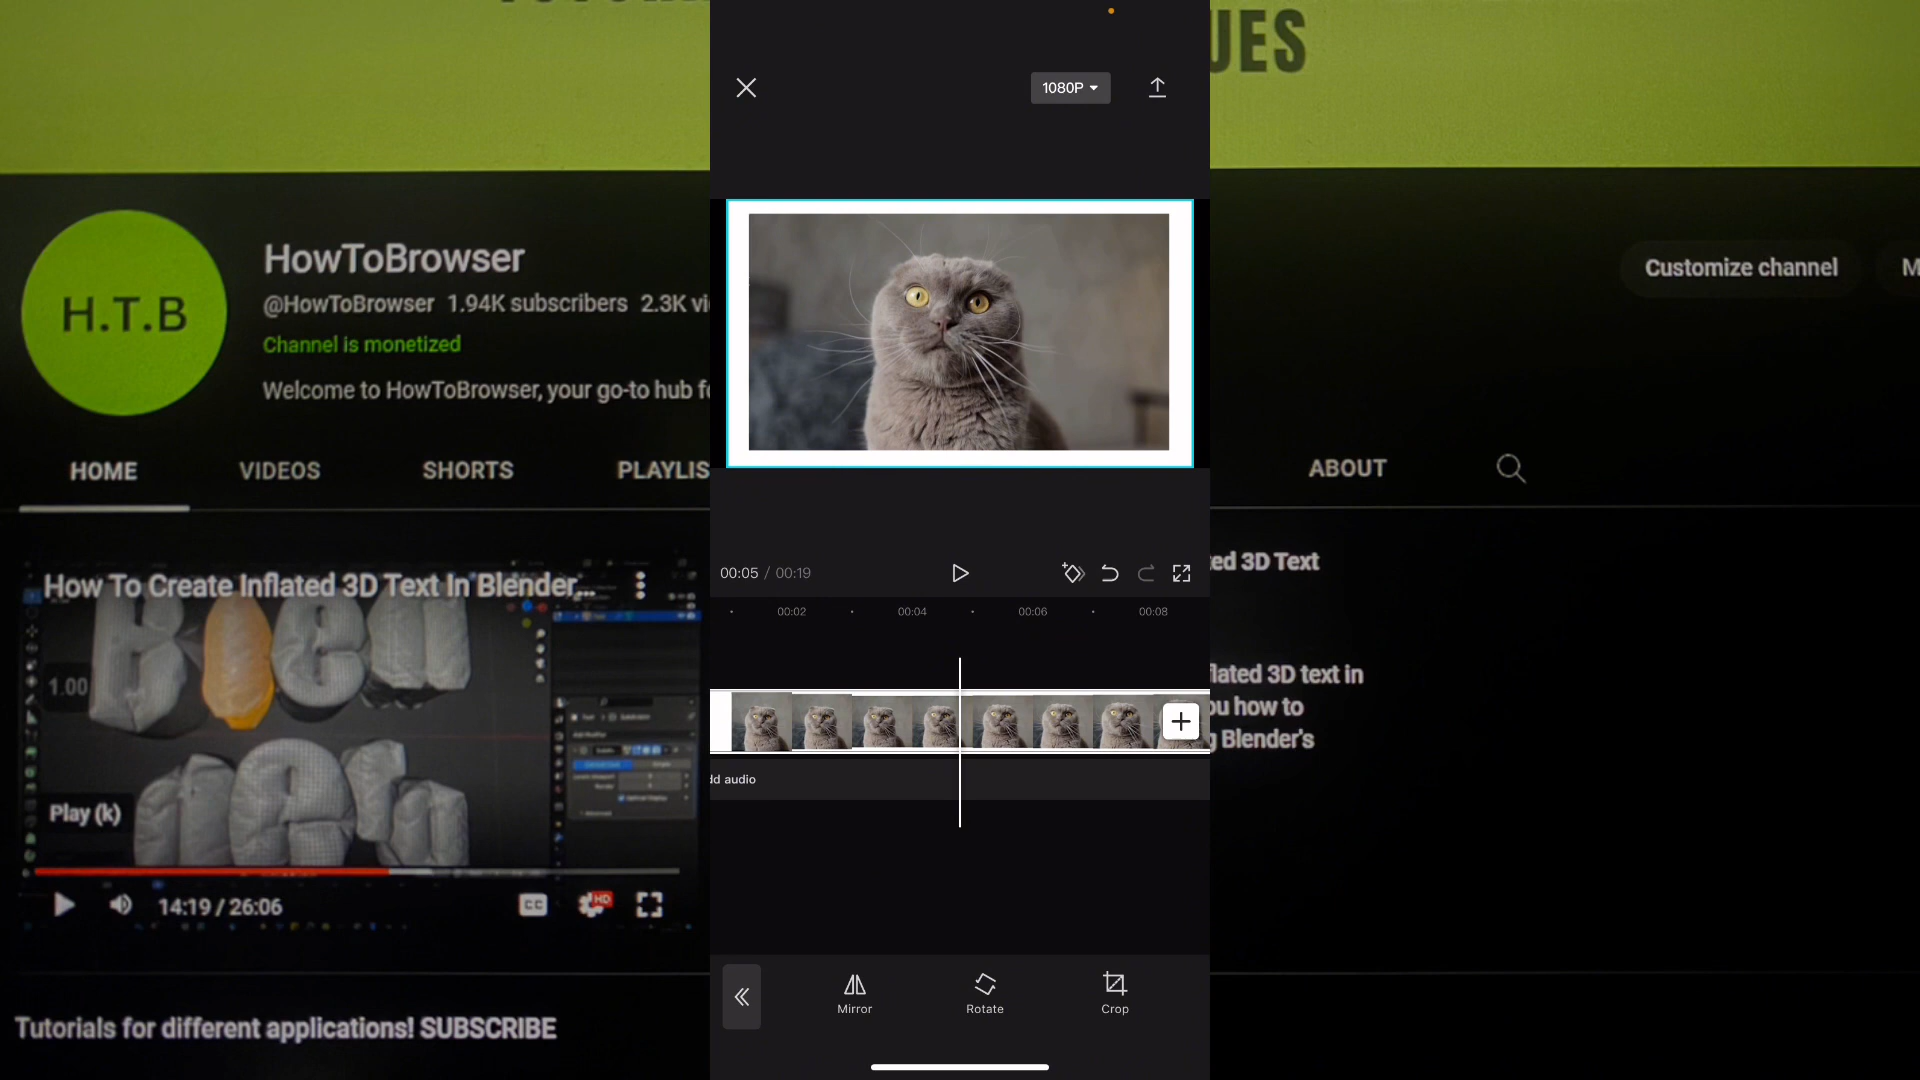 UES
1080P
H.T.B
HowToBrowser
@HowToBrowser 1.94K subscribers 2.3K
Channel is monetized
Welcome to HowToBrowser, your go-to hub
Customize channel
M
HOME
VIDEOS
SHORTS
PLAYLIS
ABOUT
How To Create Inflated 3D Text In Blender...
1.00
Play (k)
14:19 / 26:06
CC
HD
Tutorials for different applications! SUBSCRIBE
00:05 / 00:19
00:02
00:04
00:06
00:08
dd audio
Mirror
Rotate
Crop
ed 3D Text
lated 3D text in
ou how to
g Blender's